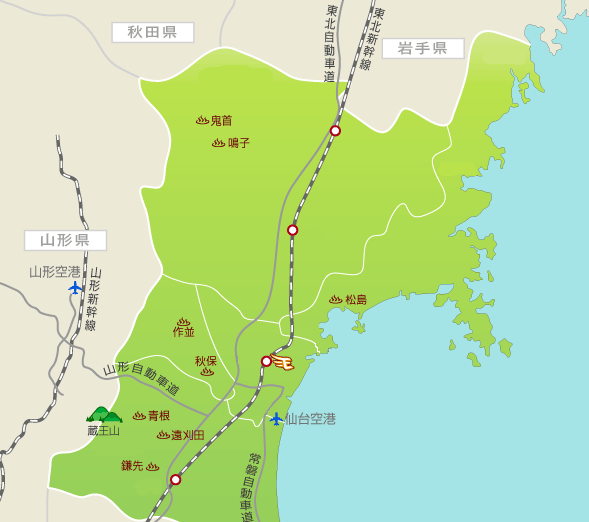 秋田県
東北自動車道
東北新幹線
岩手県
鬼首
鳴子
山形県
山形空港
山形新幹線
松島
作並
秋保
山形自動車道
蔵王山
青根
遠刈田
仙台空港
鎌先
常磐自動車道